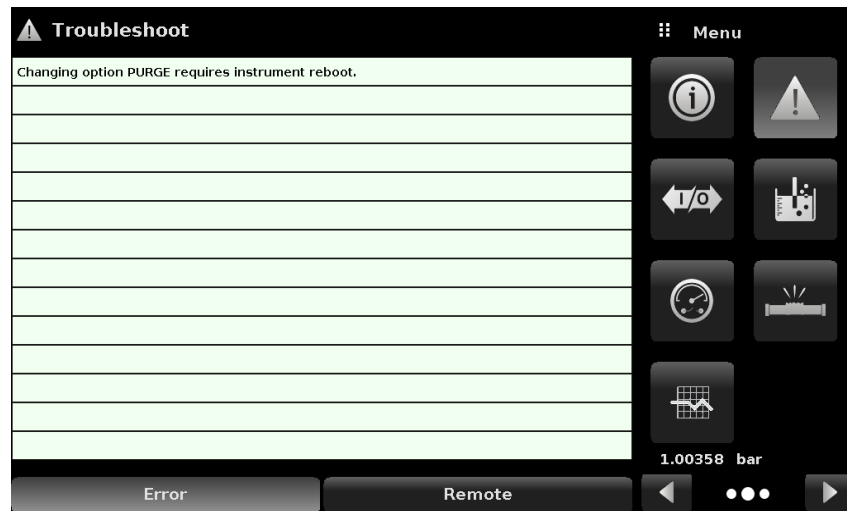 Troubleshoot
Menu
Changing option PURGE requires instrument reboot.
I/O
1.00358 bar
Error
Remote